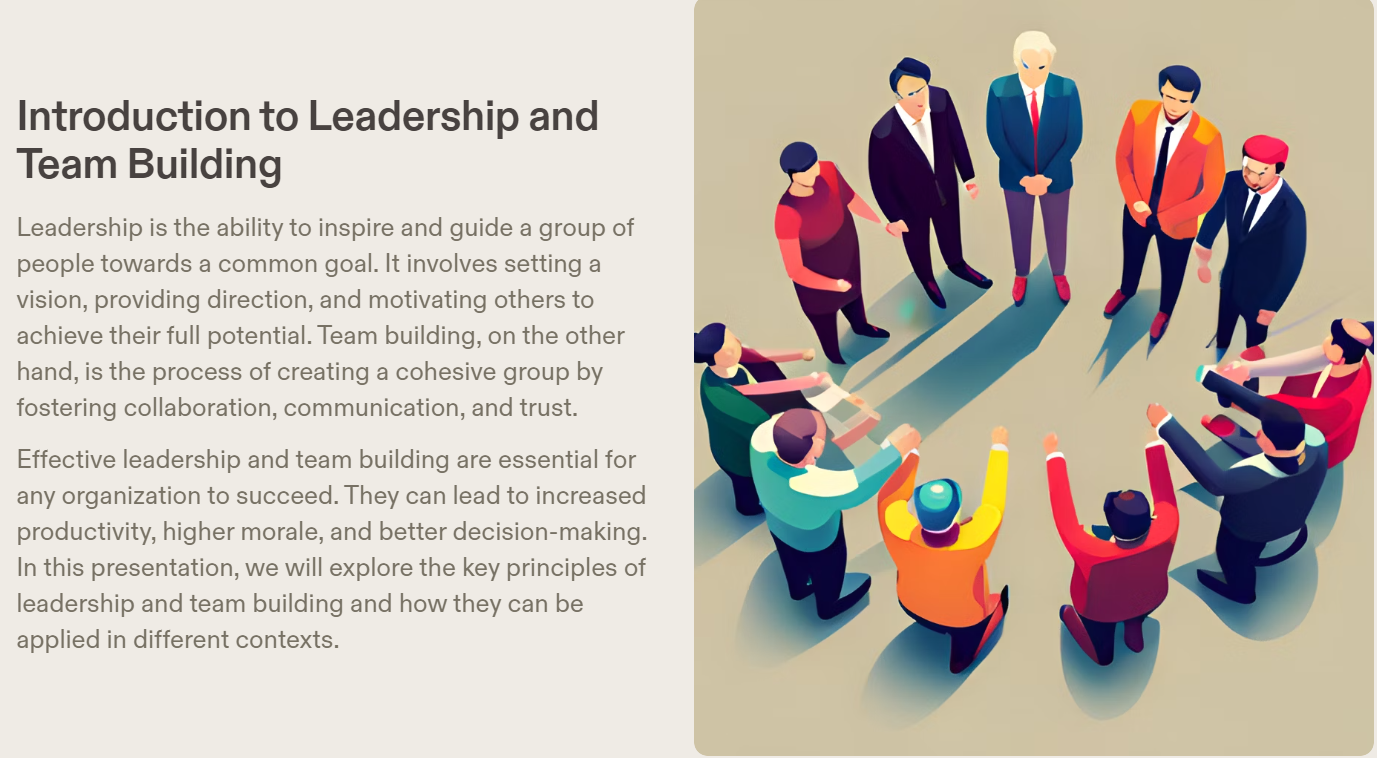 Introduction to Leadership and
Team Building
Leadership is the ability to inspire and guide a group of
people towards a common goal. It involves setting a
vision, providing direction, and motivating others to
achieve their full potential. Team building, on the other
hand, is the process of creating a cohesive group by
fostering collaboration, communication, and trust.
Effective leadership and team building are essential for
any organization to succeed. They can lead to increased
productivity, higher morale, and better decision-making.
In this presentation, we will explore the key principles of
leadership and team building and how they can be
applied in different contexts.